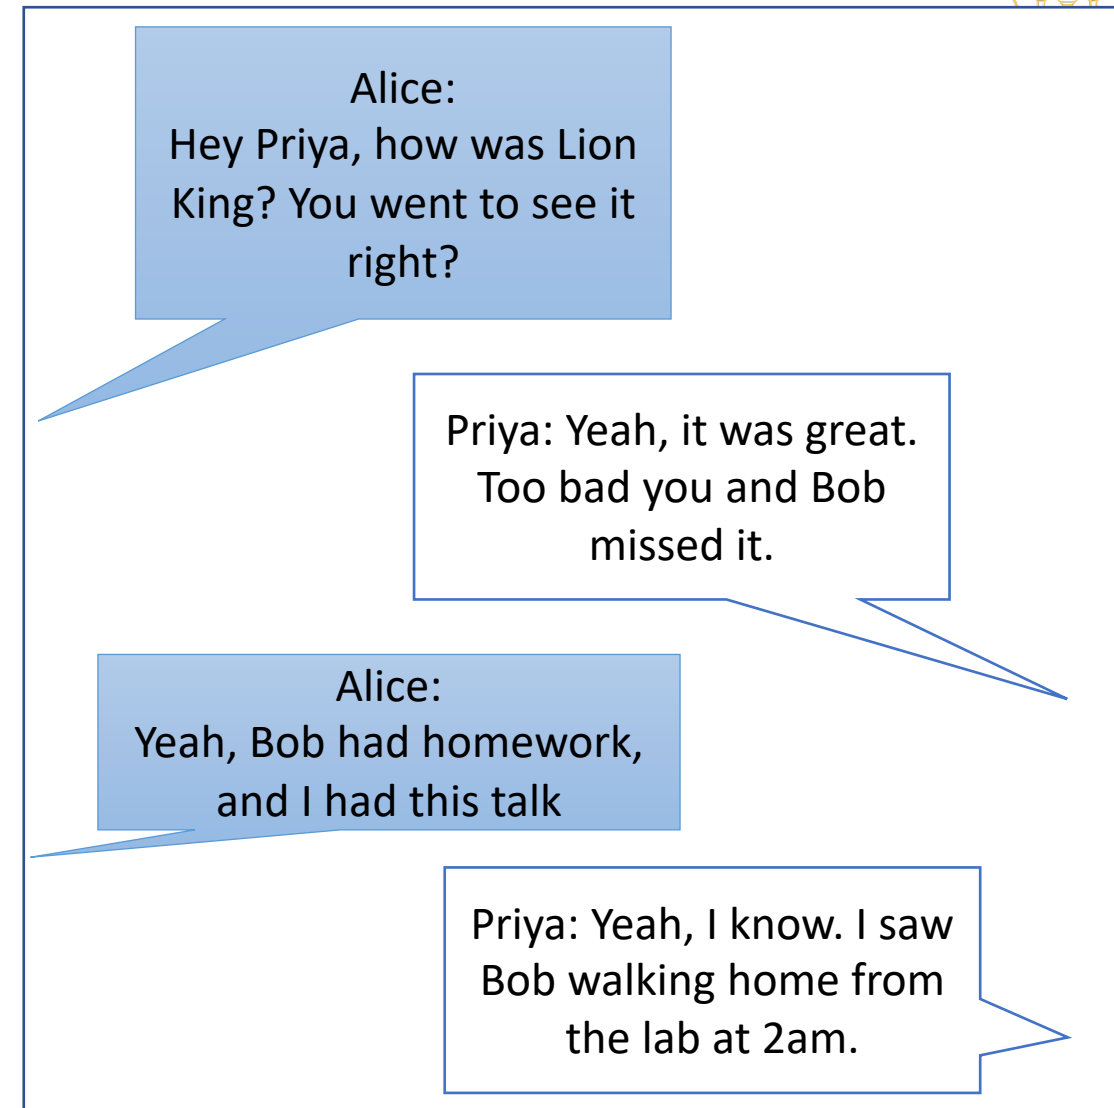 Alice:
Hey Priya, how was Lion
King? You went to see it
right?
Priya: Yeah, it was great.
Too bad you and Bob
missed it.
Alice:
Yeah, Bob had homework,
and I had this talk
Priya: Yeah, I know. I saw
Bob walking home from
the lab at 2am.